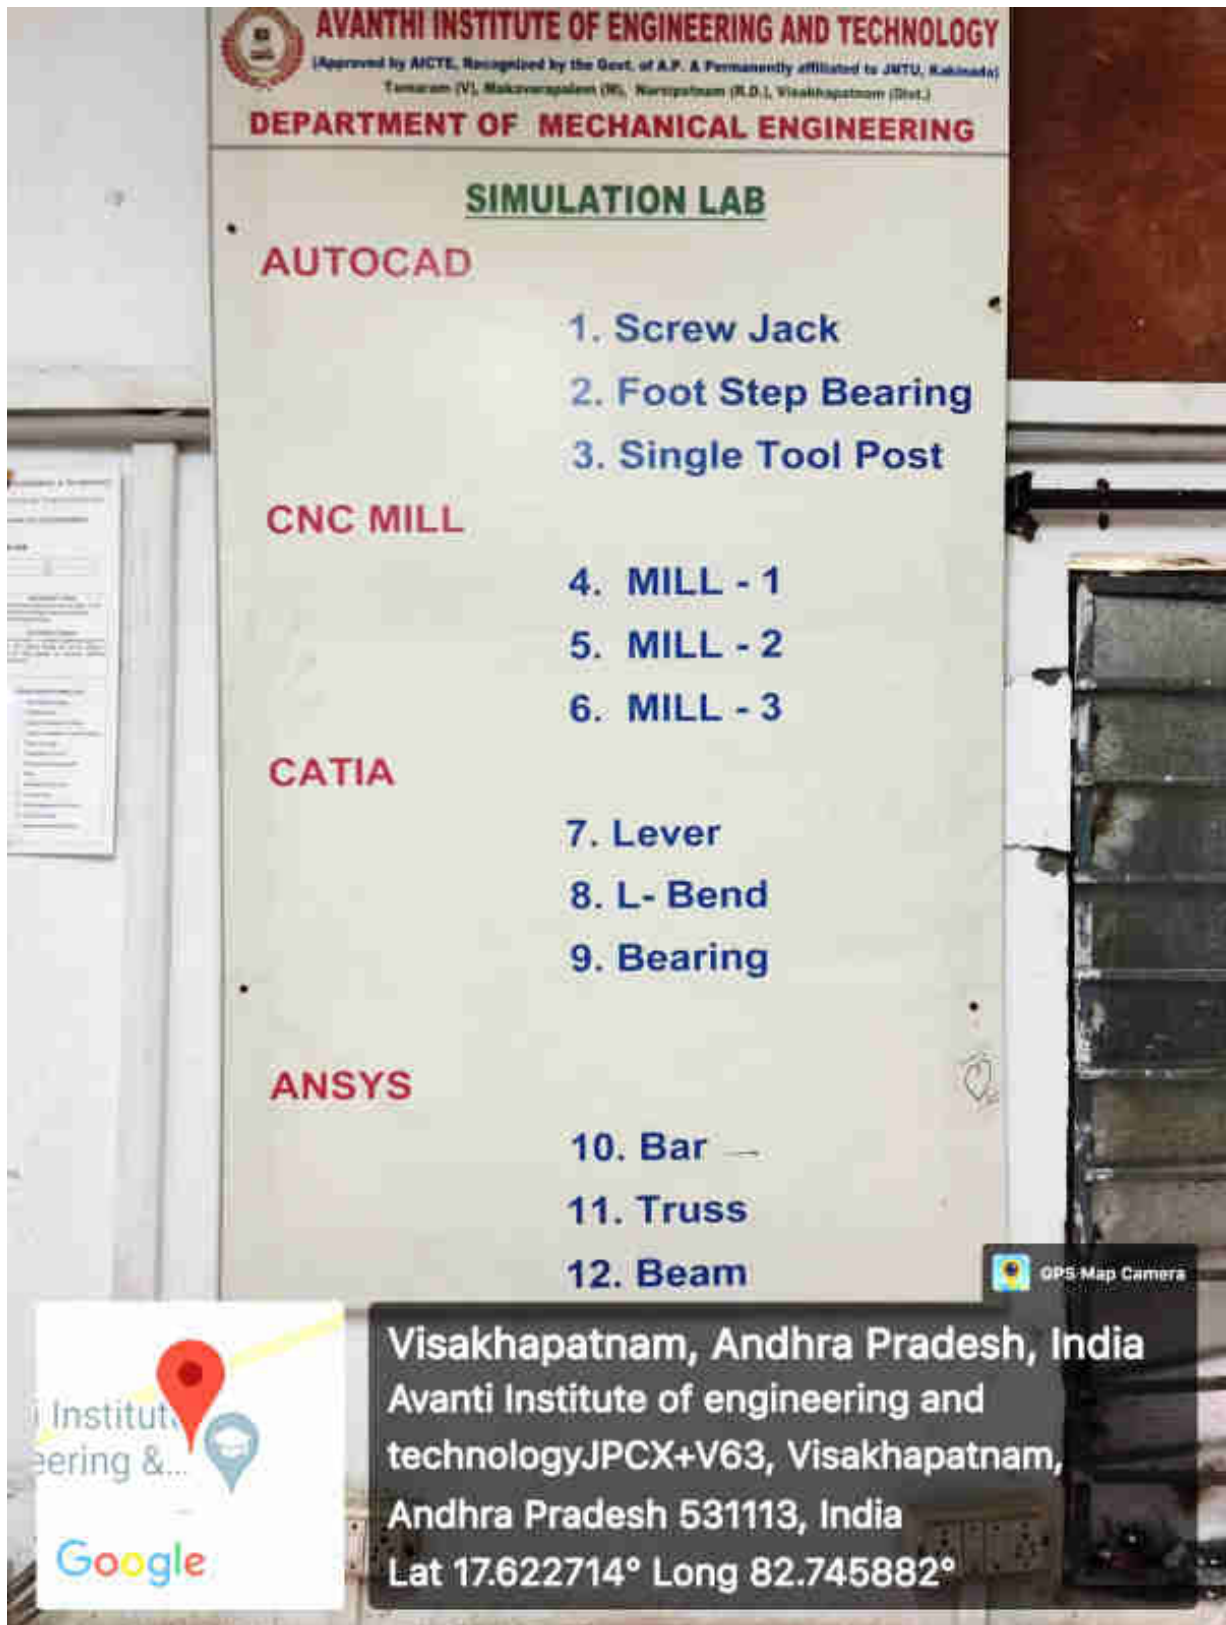 AVANTHI INSTITUTE OF ENGINEERING AND TECHNOLOGY
(Approved by AICTE, Recognized by the Govt. of A.P. & Permanently affiliated to JNTU, Kakinada)
Tamaram (V), Makavarapalem (M), Narsipatnam (R.D.), Visakhapatnam (Dist.)
DEPARTMENT OF MECHANICAL ENGINEERING
SIMULATION LAB
AUTOCAD
1. Screw Jack
2. Foot Step Bearing
3. Single Tool Post
CNC MILL
4. MILL - 1
5. MILL - 2
6. MILL - 3
CATIA
7. Lever
8. L- Bend
9. Bearing
ANSYS
10. Bar
11. Truss
12. Beam
GPS Map Camera
Visakhapatnam, Andhra Pradesh, India
Avanti Institute of engineering and
technologyJPCX+V63, Visakhapatnam,
Andhra Pradesh 531113, India
Lat 17.622714° Long 82.745882°
i Institut
eering &...
Google